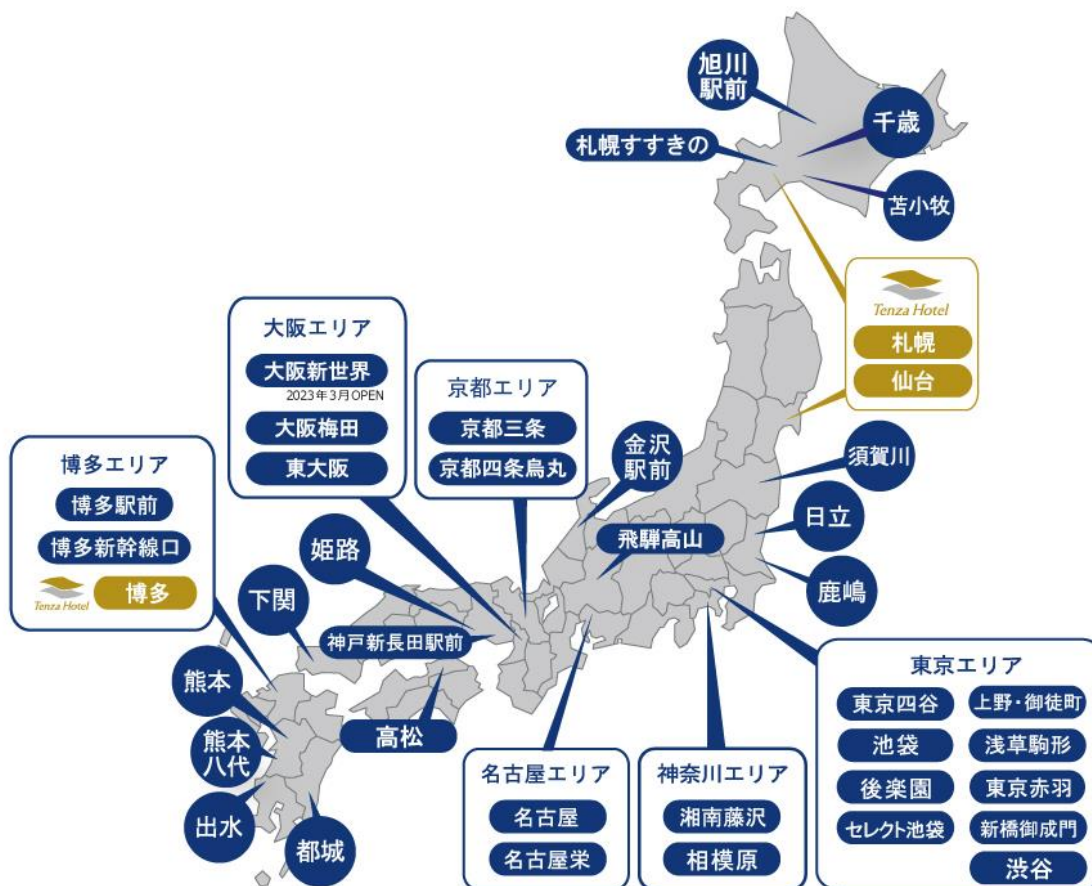 旭川
駅前
千歳
札幌すすきの
苫小牧
Tenza Hotel
札幌
仙台
大阪エリア
大阪新世界
2023年3月OPEN
大阪梅田
東大阪
京都エリア
京都三条
京都四条烏丸
金沢
駅前
須賀川
博多エリア
博多駅前
博多新幹線口
Tenza Hotel
博多
日立
飛騨高山
姫路
鹿嶋
下関
神戸新長田駅前
熊本
高松
熊本
八代
出水
都城
名古屋エリア
名古屋
名古屋栄
神奈川エリア
湘南藤沢
相模原
東京エリア
東京四谷
上野・御徒町
池袋
浅草駒形
後楽園
東京赤羽
セレクト池袋
新橋御成門
渋谷